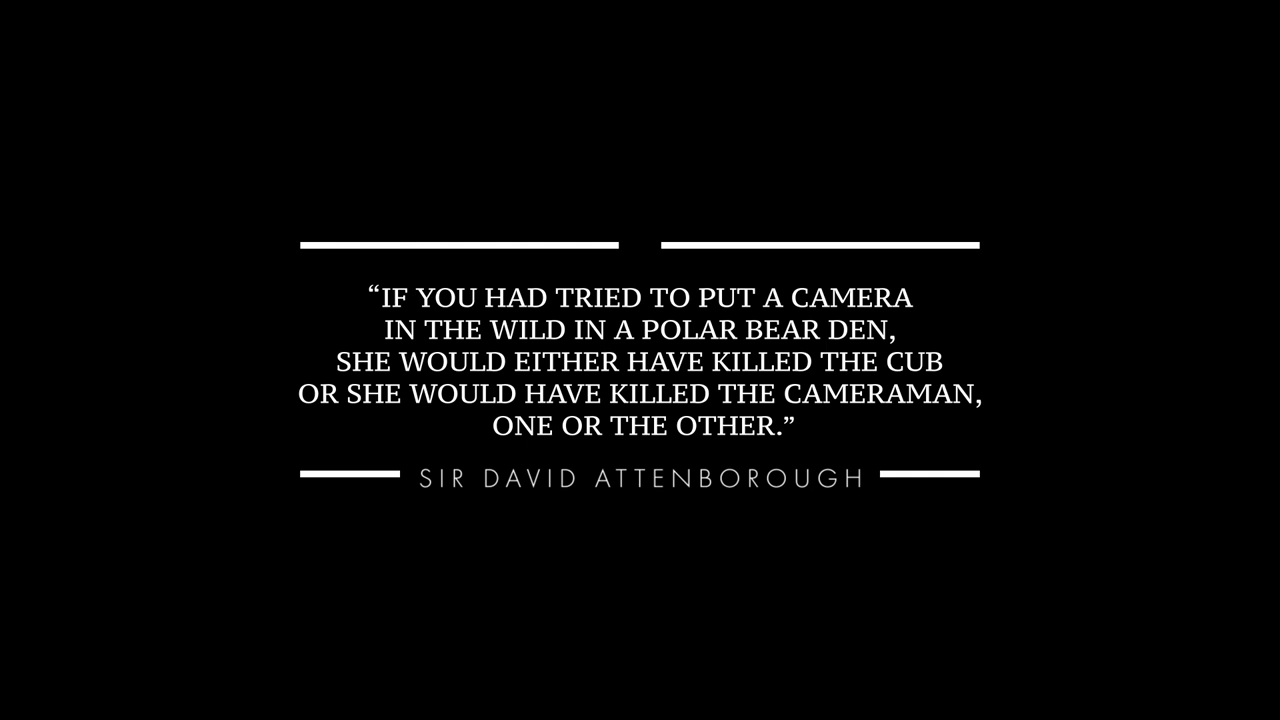 “IF YOU HAD TRIED TO PUT A CAMERA
IN THE WILD IN A POLAR BEAR DEN,
SHE WOULD EITHER HAVE KILLED THE CUB
OR SHE WOULD HAVE KILLED THE CAMERAMAN,
ONE OR THE OTHER.”
SIR DAVID ATTENBOROUGH